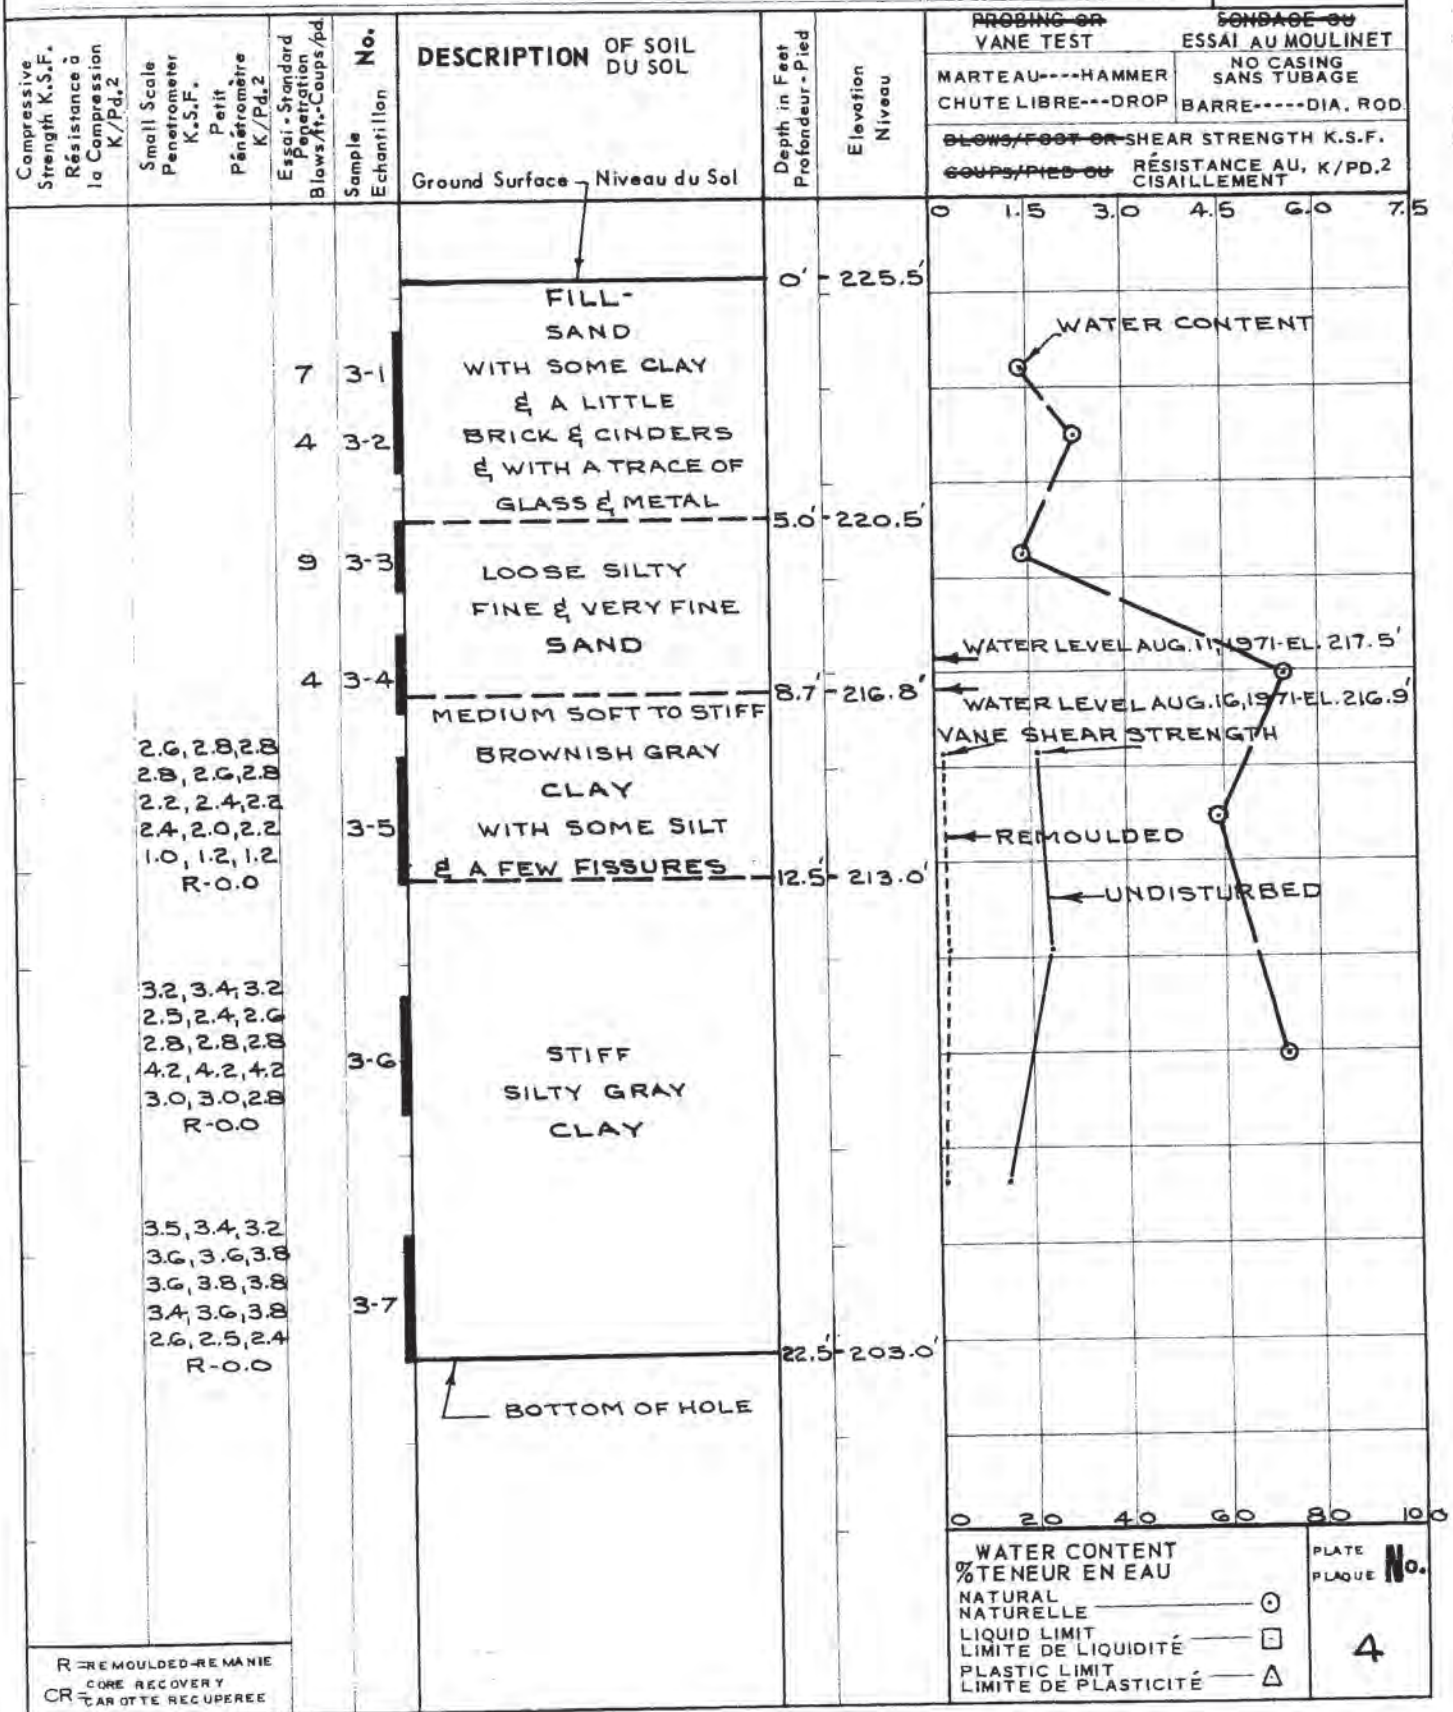 Compressive
Strength K.S.F.
Résistance à
la Compression
K/Pd.2
Small Scale
Penetrometer
K.S.F.
Petit
Pénétromètre
K/Pd.2
Essai - Standard
Penetration
Blows/ft.-Coups/pd.
Sample No.
Echantillon
DESCRIPTION OF SOIL
DU SOL
Ground Surface Niveau du Sol
Depth in Feet
Profondeur - Pied
Elevation
Niveau
PROBING OR
VANE TEST
SONDAGE OU
ESSAI AU MOULINET
MARTEAU----HAMMER
CHUTE LIBRE---DROP
NO CASING
SANS TUBAGE
BARRE-----DIA. ROD
BLOWS/FOOT OR SHEAR STRENGTH K.S.F.
COUPS/PIED OU RÉSISTANCE AU, K/PD.2
CISAILLEMENT
0 1.5 3.0 4.5 6.0 7.5
0' - 225.5'
FILL-
SAND
WITH SOME CLAY
& A LITTLE
BRICK & CINDERS
& WITH A TRACE OF
GLASS & METAL
7 3-1
4 3-2
WATER CONTENT
5.0' - 220.5'
9 3-3
LOOSE SILTY
FINE & VERY FINE
SAND
4 3-4
WATER LEVEL AUG. 11, 1971-EL. 217.5'
8.7' - 216.8'
WATER LEVEL AUG. 16, 1971-EL. 216.9'
MEDIUM SOFT TO STIFF
BROWNISH GRAY
CLAY
WITH SOME SILT
& A FEW FISSURES
VANE SHEAR STRENGTH
2.6, 2.8, 2.8
2.8, 2.6, 2.8
2.2, 2.4, 2.2
2.4, 2.0, 2.2
1.0, 1.2, 1.2
R-0.0
3-5
REMOULDED
12.5' - 213.0'
UNDISTURBED
3.2, 3.4, 3.2
2.5, 2.4, 2.6
2.8, 2.8, 2.8
4.2, 4.2, 4.2
3.0, 3.0, 2.8
R-0.0
3-6
STIFF
SILTY GRAY
CLAY
3.5, 3.4, 3.2
3.6, 3.6, 3.8
3.6, 3.8, 3.8
3.4, 3.6, 3.8
2.6, 2.5, 2.4
R-0.0
3-7
22.5' - 203.0'
BOTTOM OF HOLE
0 20 40 60 80 100
WATER CONTENT
% TENEUR EN EAU
NATURAL
NATURELLE
LIQUID LIMIT
LIMITE DE LIQUIDITÉ
PLASTIC LIMIT
LIMITE DE PLASTICITÉ
PLATE
PLAQUE No.
4
R = REMOULDED-REMANIE
CR = CORE RECOVERY
CAROTTE RECUPEREE